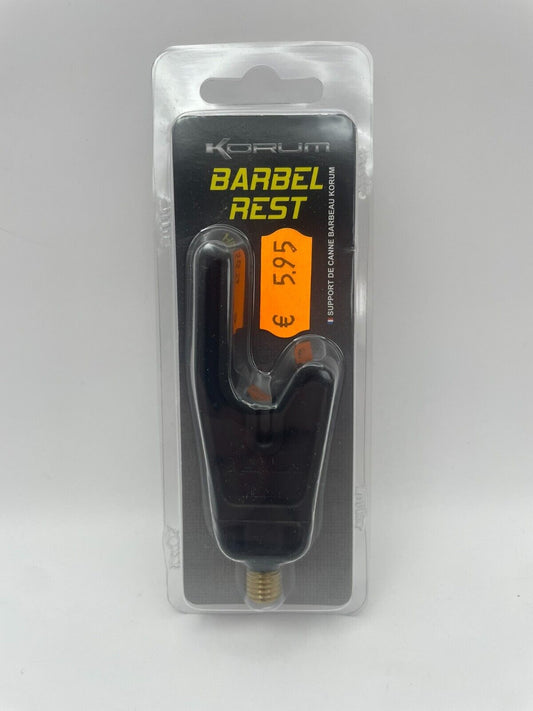 KORUM
BARBEL
REST
SUPPORT DE CANNE BARBEAU KORUM
€ 5.95